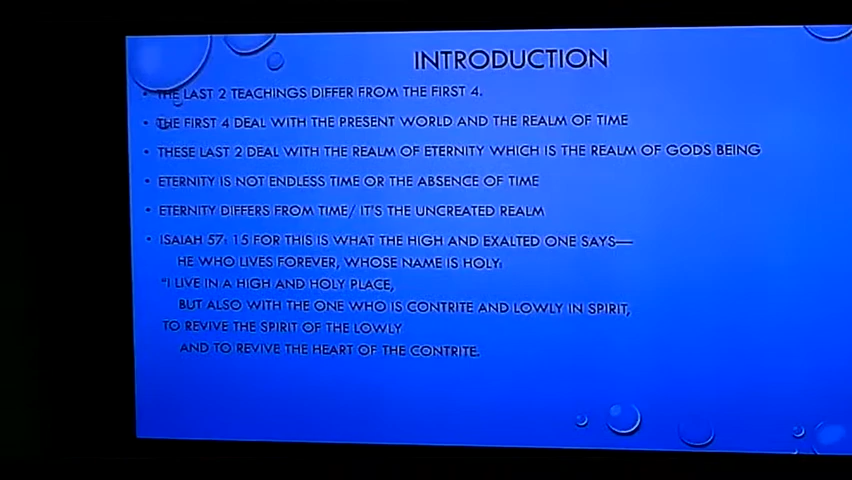 INTRODUCTION
• THE LAST 2 TEACHINGS DIFFER FROM THE FIRST 4.
• THE FIRST 4 DEAL WITH THE PRESENT WORLD AND THE REALM OF TIME
• THESE LAST 2 DEAL WITH THE REALM OF ETERNITY WHICH IS THE REALM OF GODS BEING
• ETERNITY IS NOT ENDLESS TIME OR THE ABSENCE OF TIME
• ETERNITY DIFFERS FROM TIME/ IT'S THE UNCREATED REALM
• ISAIAH 57: 15 FOR THIS IS WHAT THE HIGH AND EXALTED ONE SAYS—
HE WHO LIVES FOREVER, WHOSE NAME IS HOLY:
"I LIVE IN A HIGH AND HOLY PLACE,
BUT ALSO WITH THE ONE WHO IS CONTRITE AND LOWLY IN SPIRIT,
TO REVIVE THE SPIRIT OF THE LOWLY
AND TO REVIVE THE HEART OF THE CONTRITE.